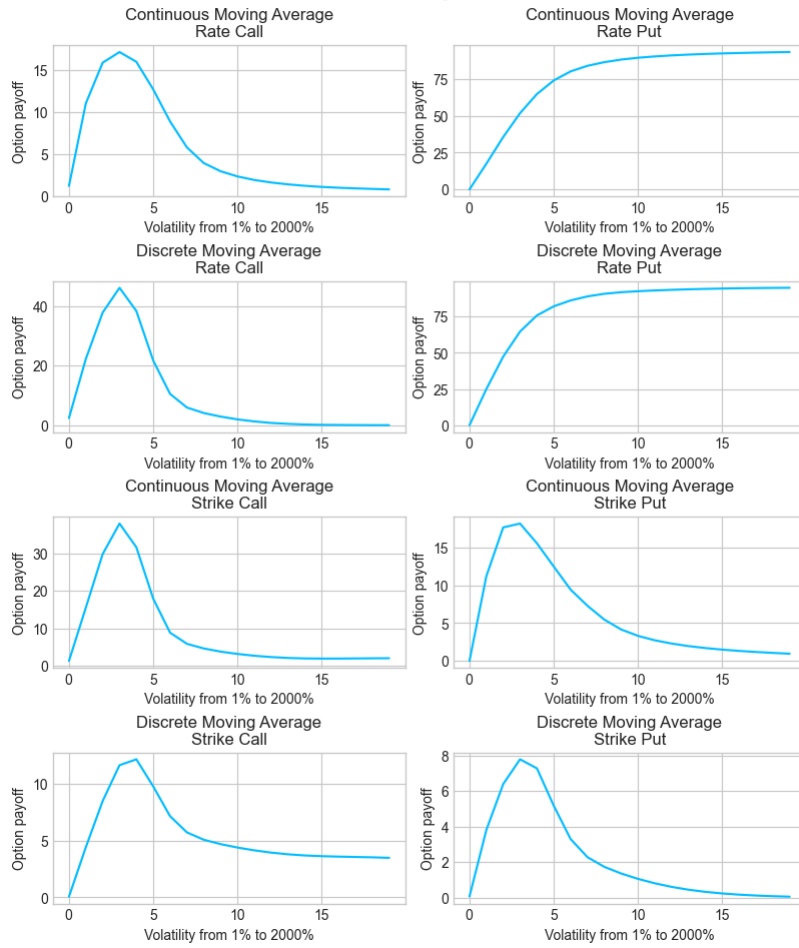 Continuous Moving Average
Rate Call
Option payoff
15
10
5
0
0 5 10 15
Volatility from 1% to 2000%
Continuous Moving Average
Rate Put
Option payoff
75
50
25
0
0 5 10 15
Volatility from 1% to 2000%
Discrete Moving Average
Rate Call
Option payoff
40
20
0
0 5 10 15
Volatility from 1% to 2000%
Discrete Moving Average
Rate Put
Option payoff
75
50
25
0
0 5 10 15
Volatility from 1% to 2000%
Continuous Moving Average
Strike Call
Option payoff
30
20
10
0
0 5 10 15
Volatility from 1% to 2000%
Continuous Moving Average
Strike Put
Option payoff
15
10
5
0
0 5 10 15
Volatility from 1% to 2000%
Discrete Moving Average
Strike Call
Option payoff
10
5
0
0 5 10 15
Volatility from 1% to 2000%
Discrete Moving Average
Strike Put
Option payoff
8
6
4
2
0
0 5 10 15
Volatility from 1% to 2000%